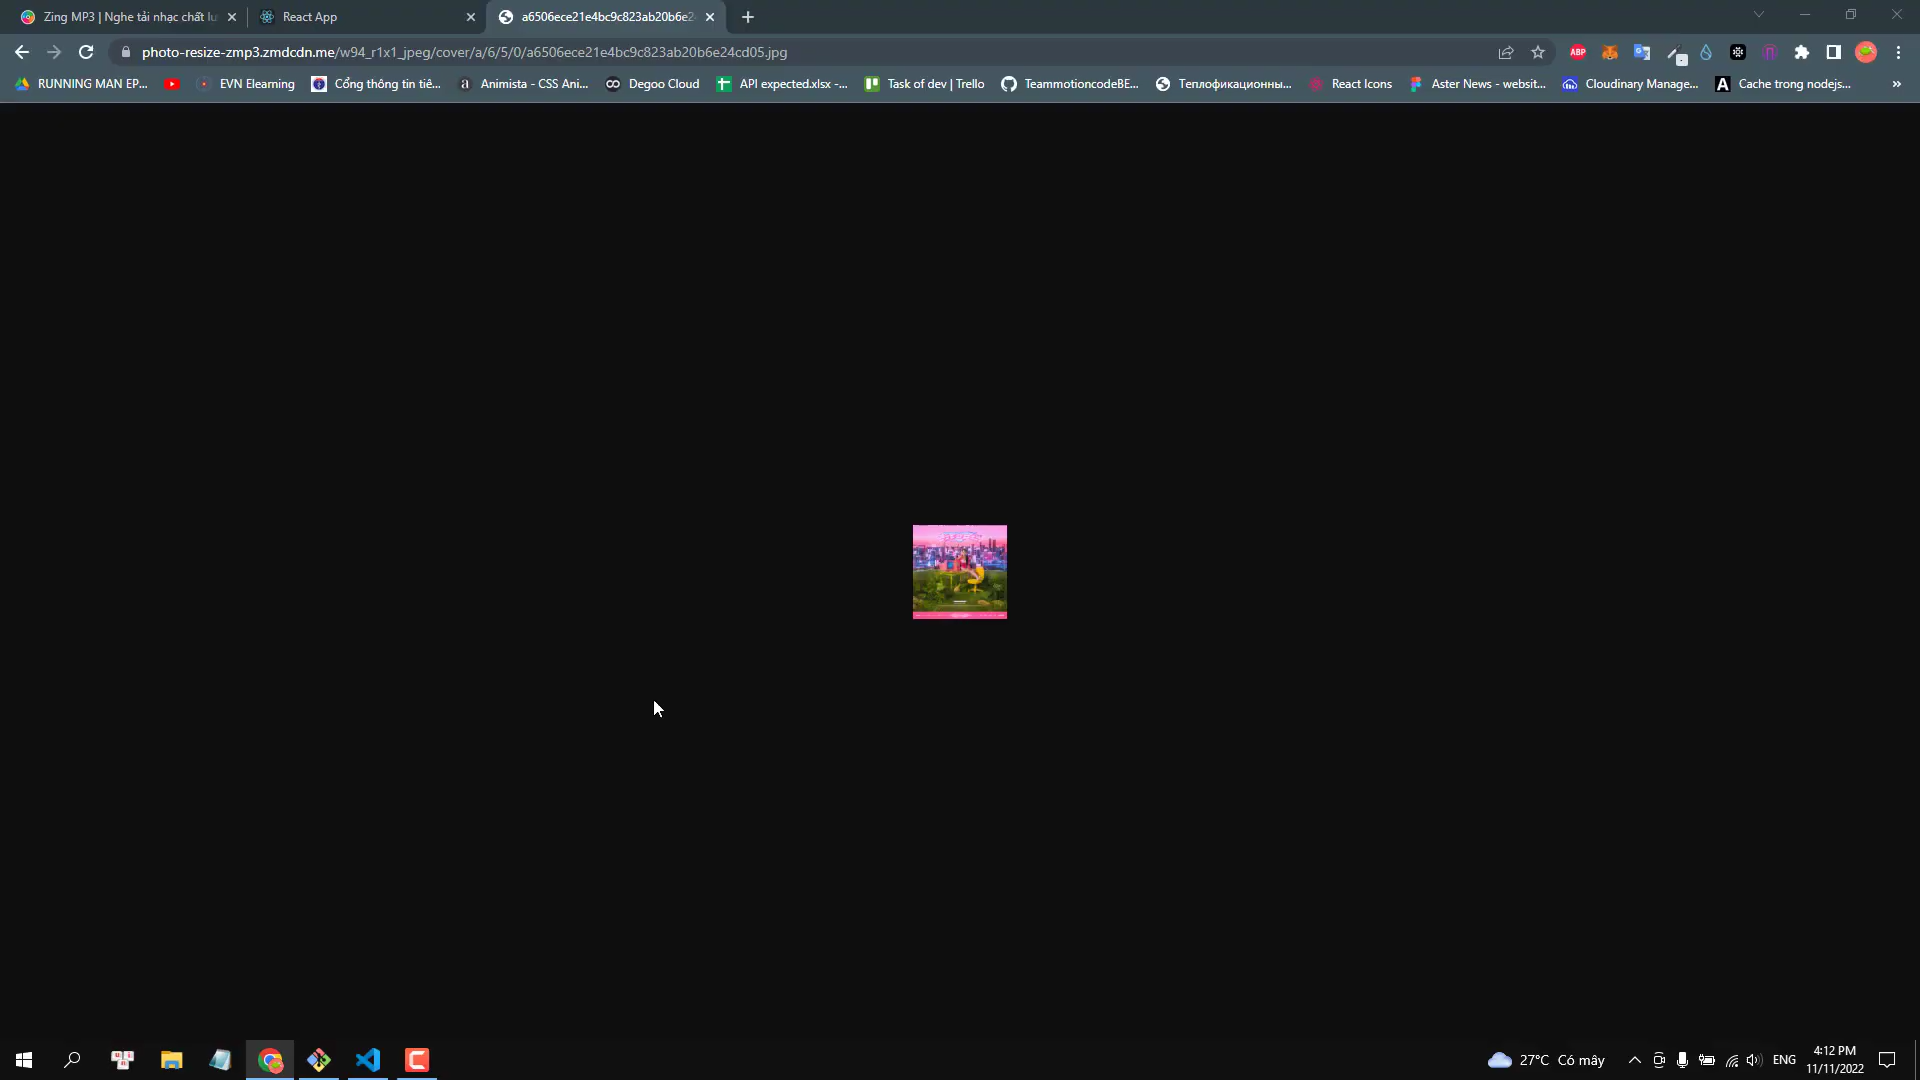 Zing MP3 | Nghe tải nhạc chất lư
React App
a6506ece21e4bc9c823ab20b6e2
photo-resize-zmp3.zmdcdn.me/w94_r1x1_jpeg/cover/a/6/5/0/a6506ece21e4bc9c823ab20b6e24cd05.jpg
ABP
RUNNING MAN EP...
EVN Elearning
Cổng thông tin tiê...
a Animista - CSS Ani...
Degoo Cloud
API expected.xlsx -...
Task of dev | Trello
TeammotioncodeBE...
Теплофикационны...
React Icons
Aster News - websit...
Cloudinary Manage...
A Cache trong nodejs...
»
27°C Có mây
ENG
4:12 PM
11/11/2022